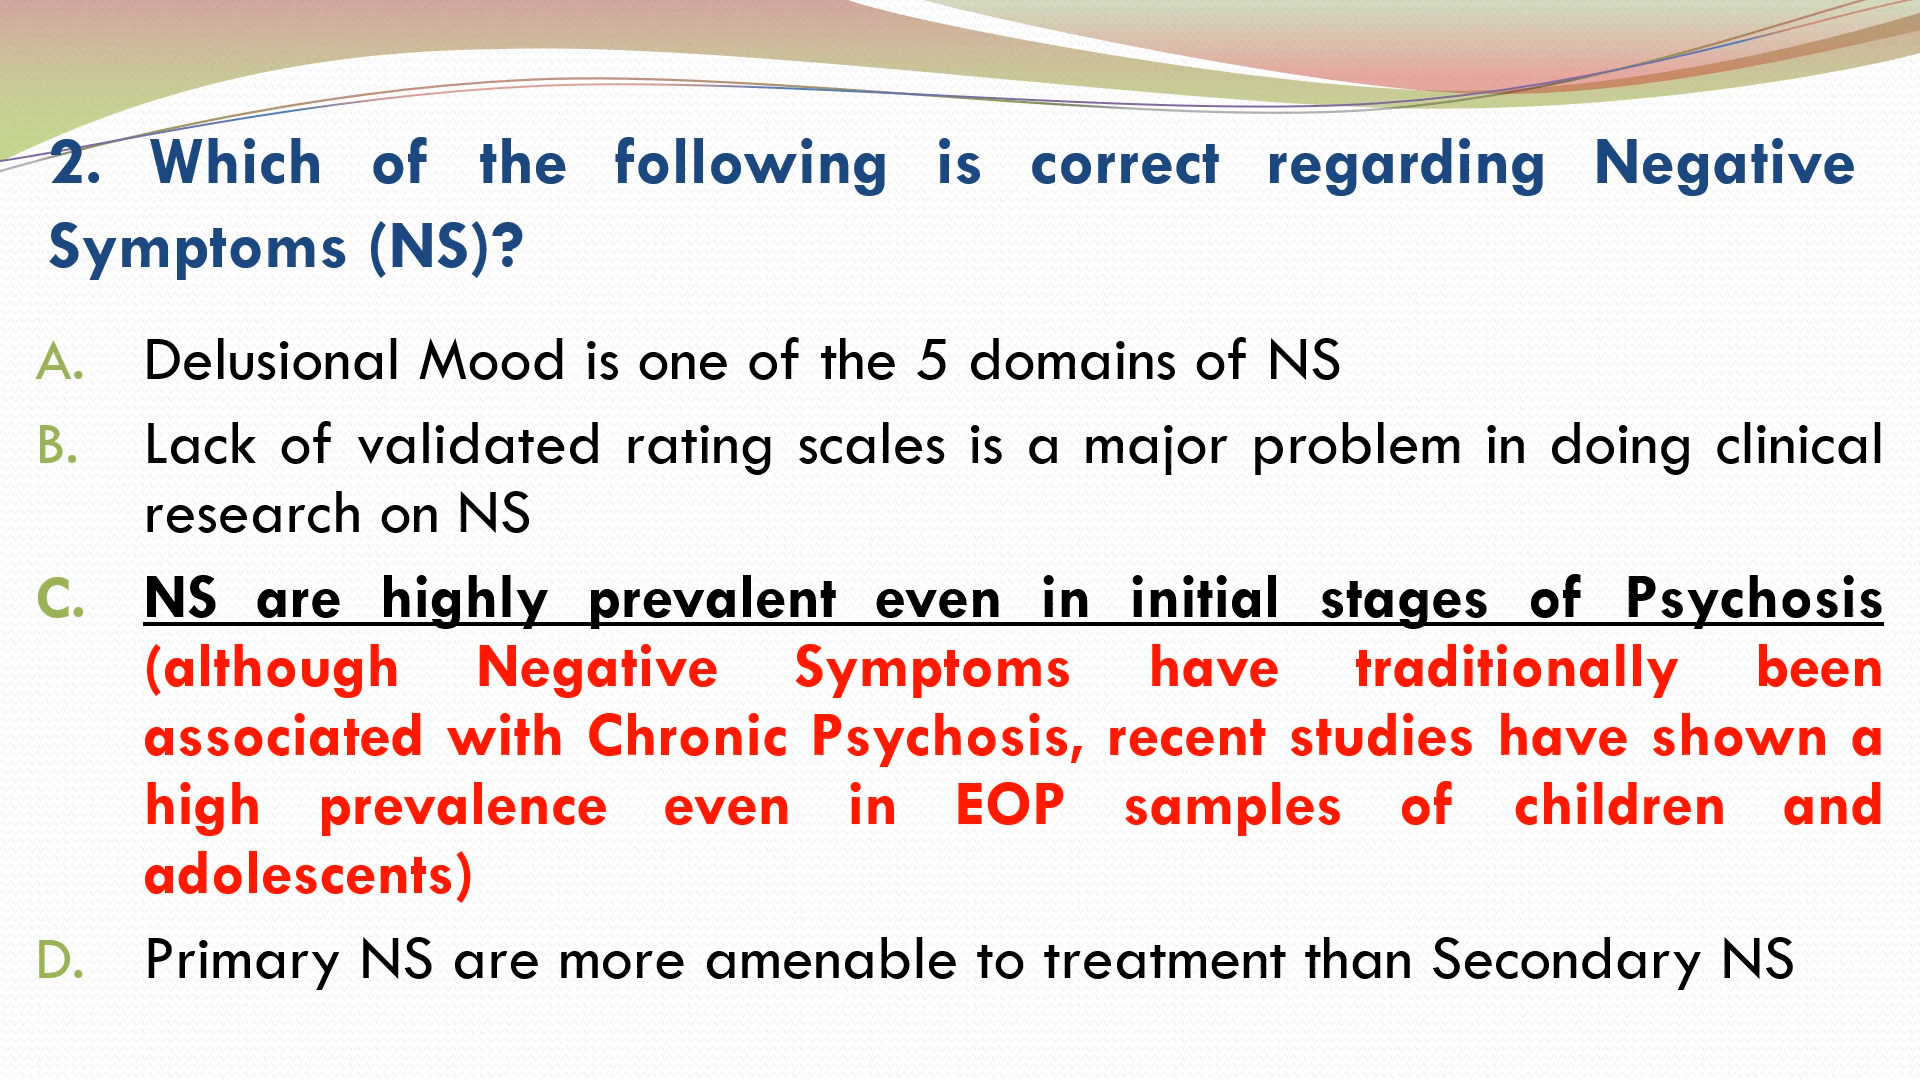 2. Which of the following is correct regarding Negative
Symptoms (NS)?
A. Delusional Mood is one of the 5 domains of NS
B. Lack of validated rating scales is a major problem in doing clinical
research on NS
C. NS are highly prevalent even in initial stages of Psychosis
(although Negative Symptoms have traditionally been
associated with Chronic Psychosis, recent studies have shown a
high prevalence even in EOP samples of children and
adolescents)
D. Primary NS are more amenable to treatment than Secondary NS